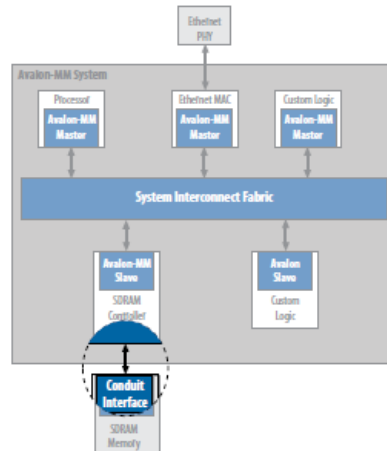 Ethernet
PHY
Avalon-MM System
Processor
Avalon-MM
Master
Ethernet MAC
Avalon-MM
Master
Custom Logic
Avalon-MM
Master
System Interconnect Fabric
Avalon-MM
Slave
SDRAM
Controller
Avalon
Slave
Custom
Logic
Conduit
Interface
SDRAM
Memory